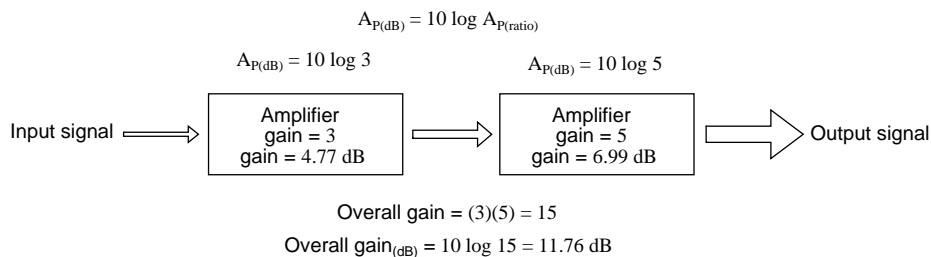 A_P(dB) = 10 log A_P(ratio)
A_P(dB) = 10 log 3
A_P(dB) = 10 log 5
Input signal
Amplifier
gain = 3
gain = 4.77 dB
Amplifier
gain = 5
gain = 6.99 dB
Output signal
Overall gain = (3)(5) = 15
Overall gain_(dB) = 10 log 15 = 11.76 dB